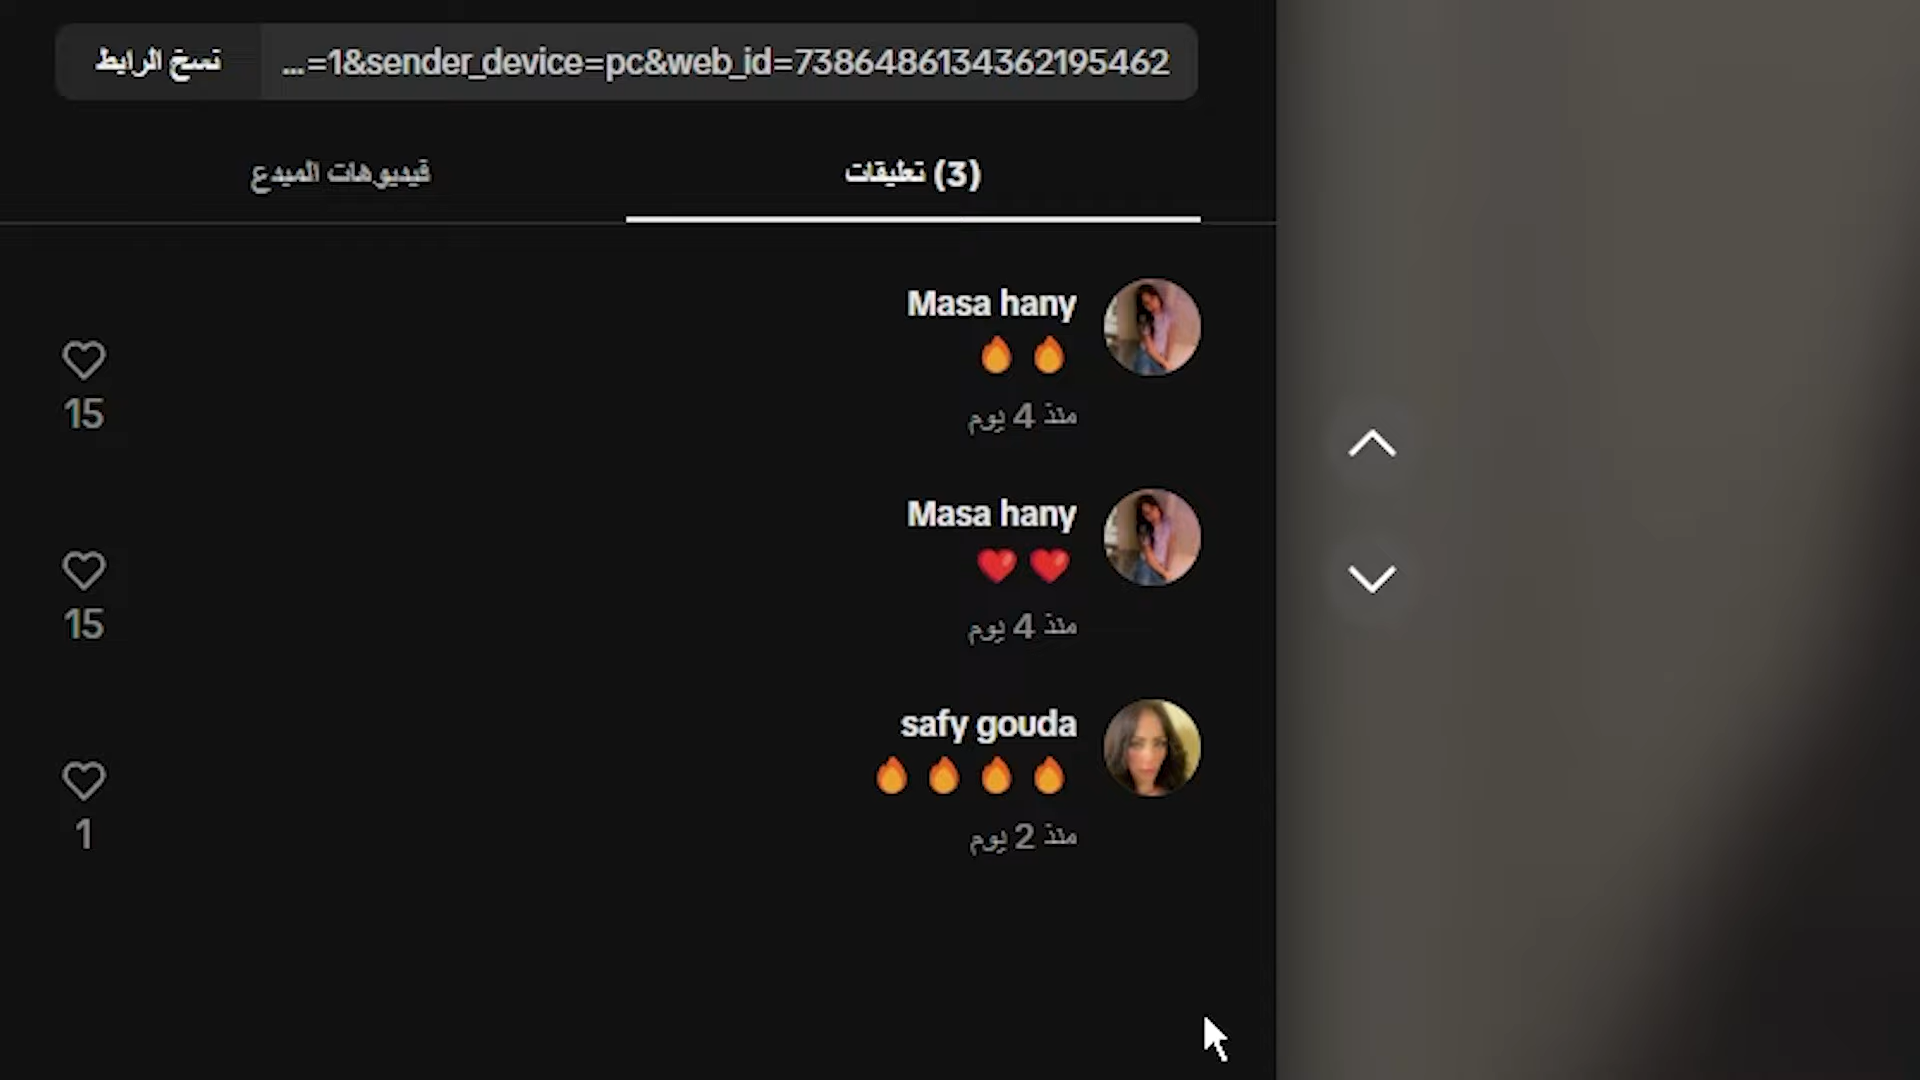 نسخ الرابط
...=1&sender_device=pc&web_id=7386486134362195462
تعليقات (3)
فيديوهات المبدع
Masa hany
🔥 🔥
منذ 4 يوم
15
Masa hany
❤️ ❤️
منذ 4 يوم
15
safy gouda
🔥 🔥 🔥 🔥
منذ 2 يوم
1